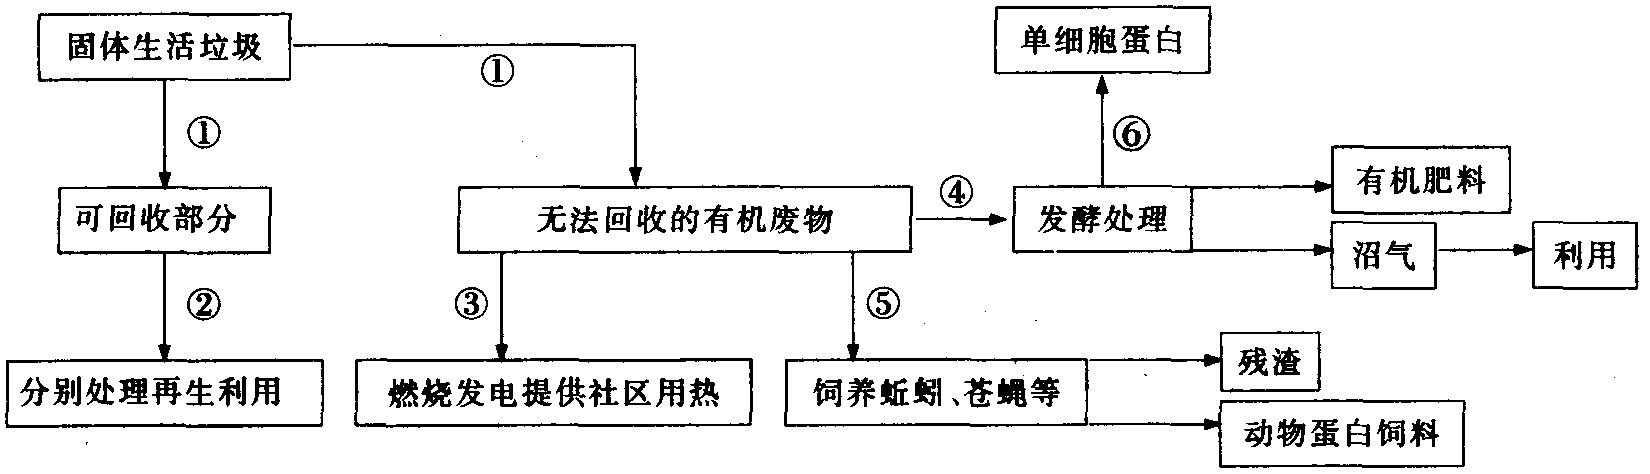 固体生活垃圾
①
单细胞蛋白
①
⑥
可回收部分
无法回收的有机废物
④
发酵处理
有机肥料
沼气
利用
②
③
⑤
分别处理再生利用
燃烧发电提供社区用热
饲养蚯蚓、苍蝇等
残渣
动物蛋白饲料